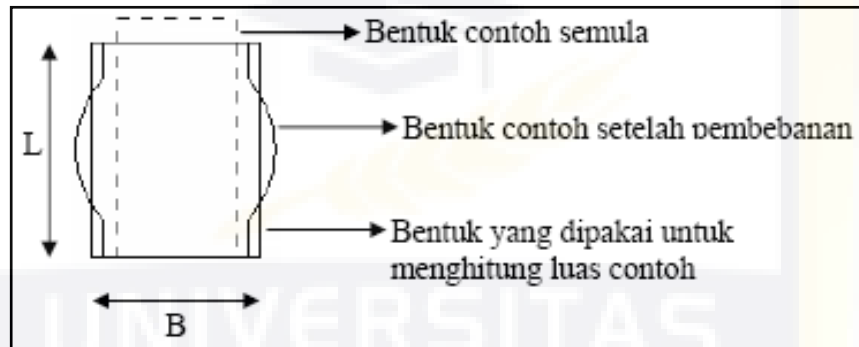 Bentuk contoh semula
L
Bentuk contoh setelah pembebanan
Bentuk yang dipakai untuk
menghitung luas contoh
B
UNIVERSITAS